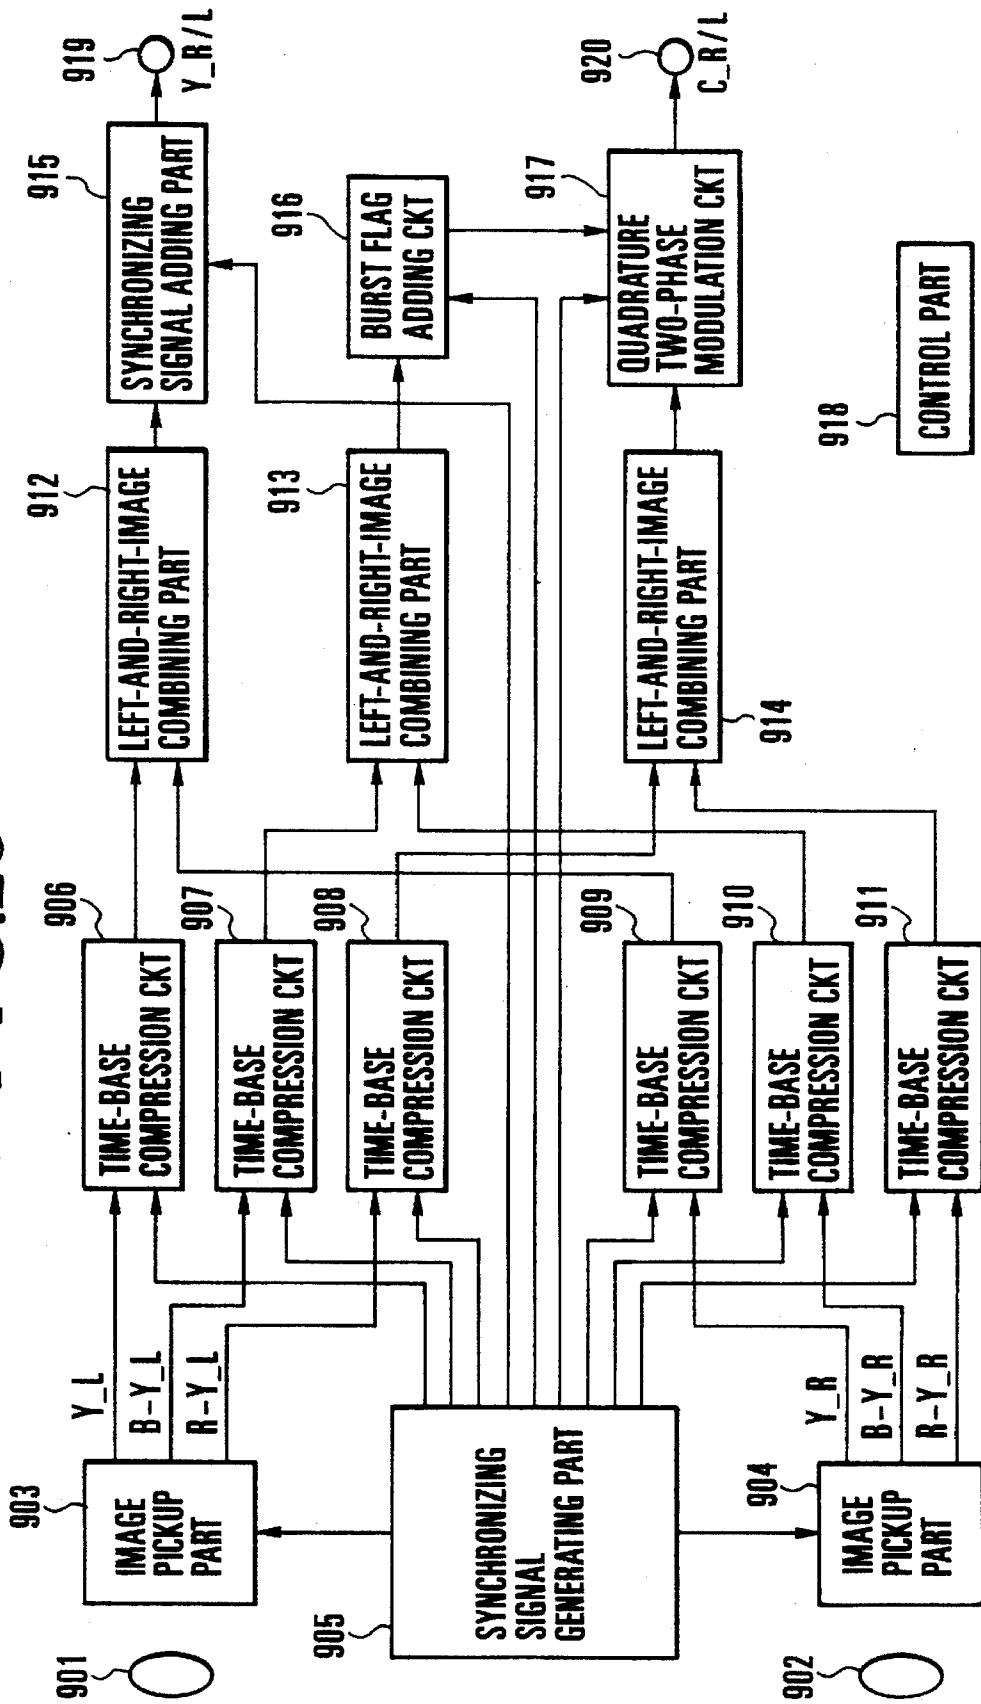 901
902
903
IMAGE
PICKUP
PART
Y_L
B-Y_L
R-Y_L
905
SYNCHRONIZING
SIGNAL
GENERATING PART
904
IMAGE
PICKUP
PART
Y_R
B-Y_R
R-Y_R
906
TIME-BASE
COMPRESSION CKT
907
TIME-BASE
COMPRESSION CKT
908
TIME-BASE
COMPRESSION CKT
909
TIME-BASE
COMPRESSION CKT
910
TIME-BASE
COMPRESSION CKT
911
TIME-BASE
COMPRESSION CKT
912
LEFT-AND-RIGHT-IMAGE
COMBINING PART
913
LEFT-AND-RIGHT-IMAGE
COMBINING PART
914
LEFT-AND-RIGHT-IMAGE
COMBINING PART
915
SYNCHRONIZING
SIGNAL ADDING PART
916
BURST FLAG
ADDING CKT
917
QUADRATURE
TWO-PHASE
MODULATION CKT
918
CONTROL PART
919
Y_R/L
920
C_R/L